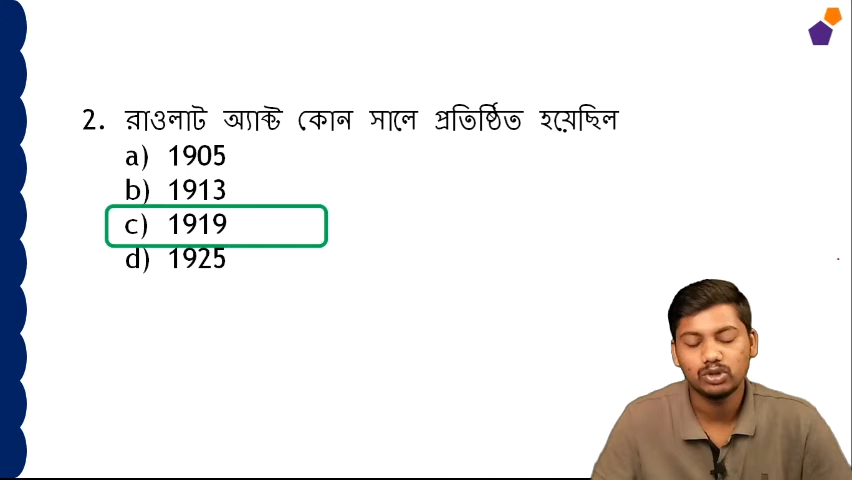 2. রাওলাট অ্যাক্ট কোন সালে প্রতিষ্ঠিত হয়েছিল
a) 1905
b) 1913
c) 1919
d) 1925